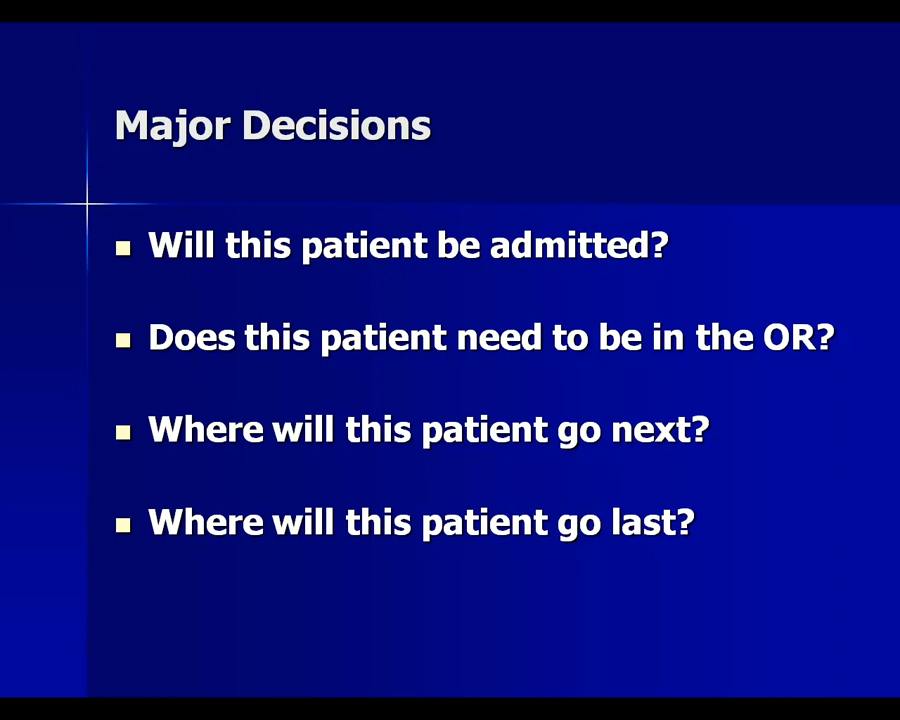 Major Decisions
Will this patient be admitted?
Does this patient need to be in the OR?
Where will this patient go next?
Where will this patient go last?